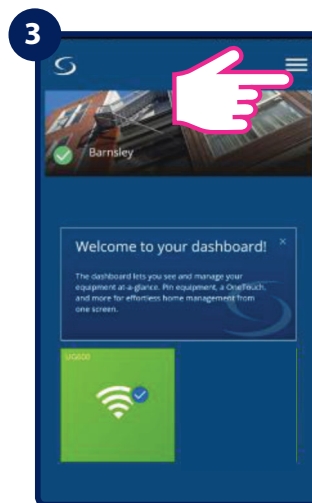 3
Barnsley
Welcome to your dashboard!
The dashboard lets you see and manage your
equipment at-a-glance. Pin equipment, a OneTouch,
and more for effortless home management from
one screen.
UG600